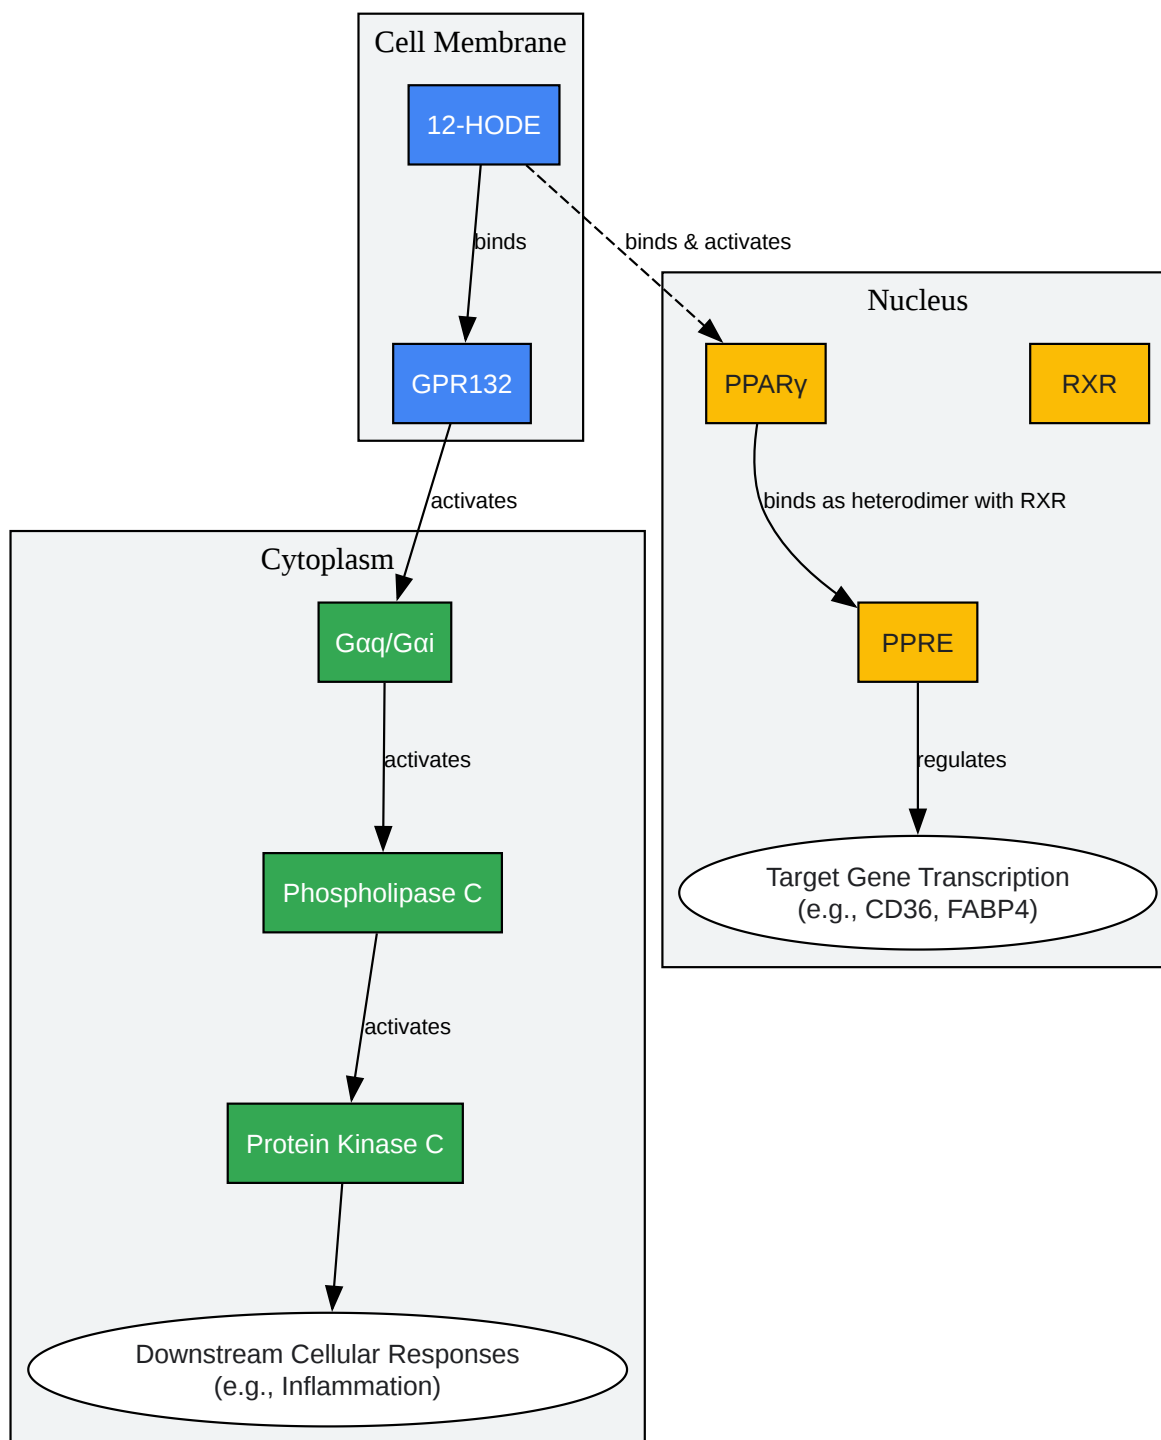 Cell Membrane
12-HODE
binds
binds & activates
Nucleus
GPR132
PPARγ
RXR
activates
binds as heterodimer with RXR
Cytoplasm
Gαq/Gαi
PPRE
activates
regulates
Phospholipase C
Target Gene Transcription
(e.g., CD36, FABP4)
activates
Protein Kinase C
Downstream Cellular Responses
(e.g., Inflammation)